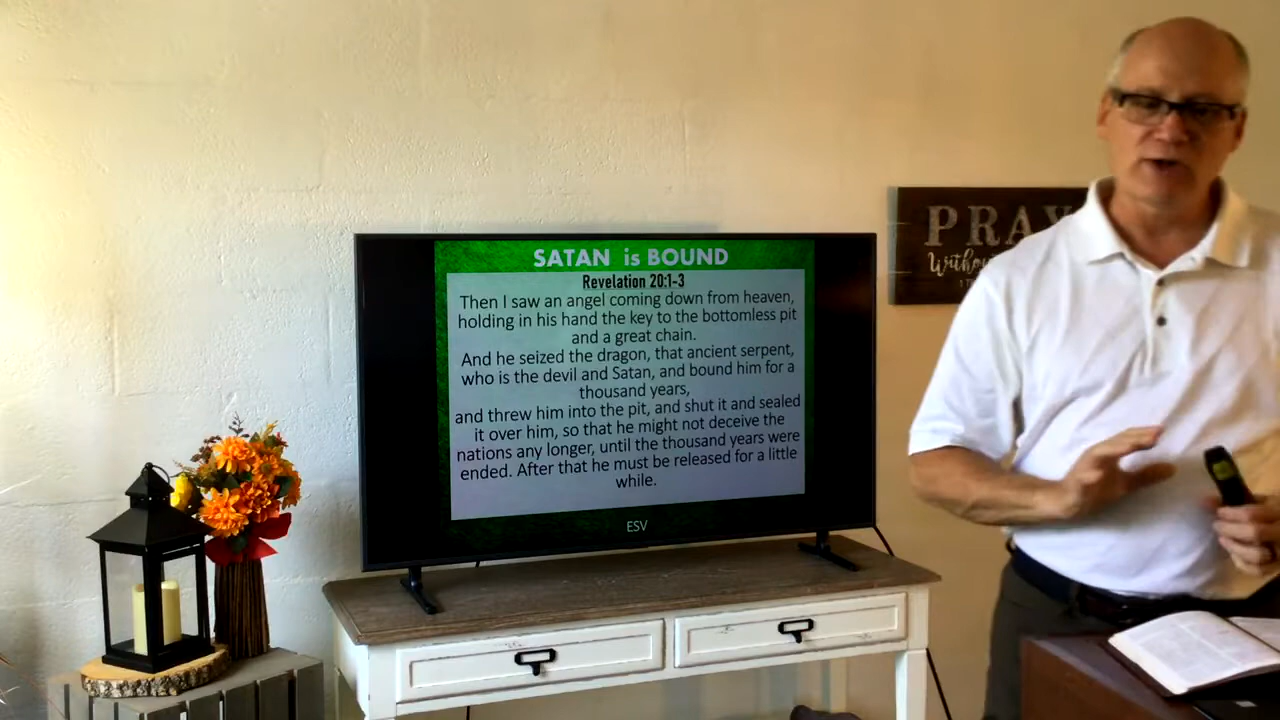 SATAN is BOUND
Revelation 20:1-3
Then I saw an angel coming down from heaven,
holding in his hand the key to the bottomless pit
and a great chain.
And he seized the dragon, that ancient serpent,
who is the devil and Satan, and bound him for a
thousand years,
and threw him into the pit, and shut it and sealed
it over him, so that he might not deceive the
nations any longer, until the thousand years were
ended. After that he must be released for a little
while.
ESV
PRAY